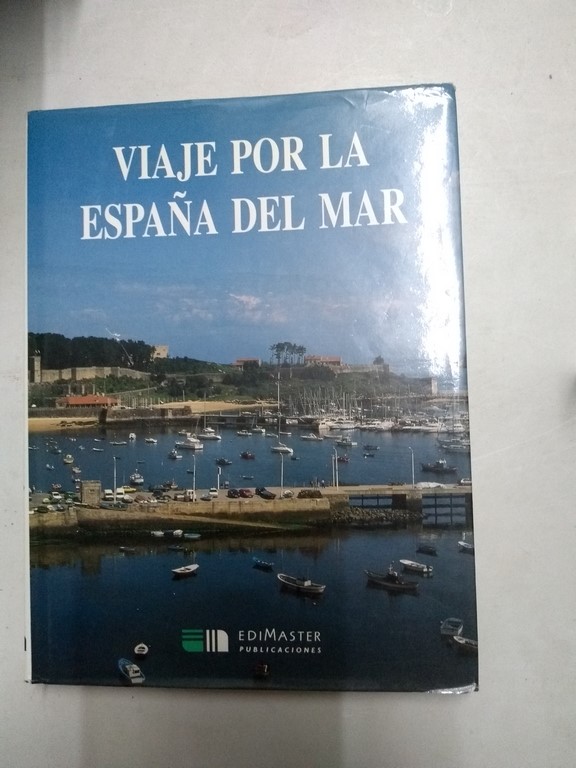 VIAJE POR LA
ESPAÑA DEL MAR
EDIMASTER
PUBLICACIONES